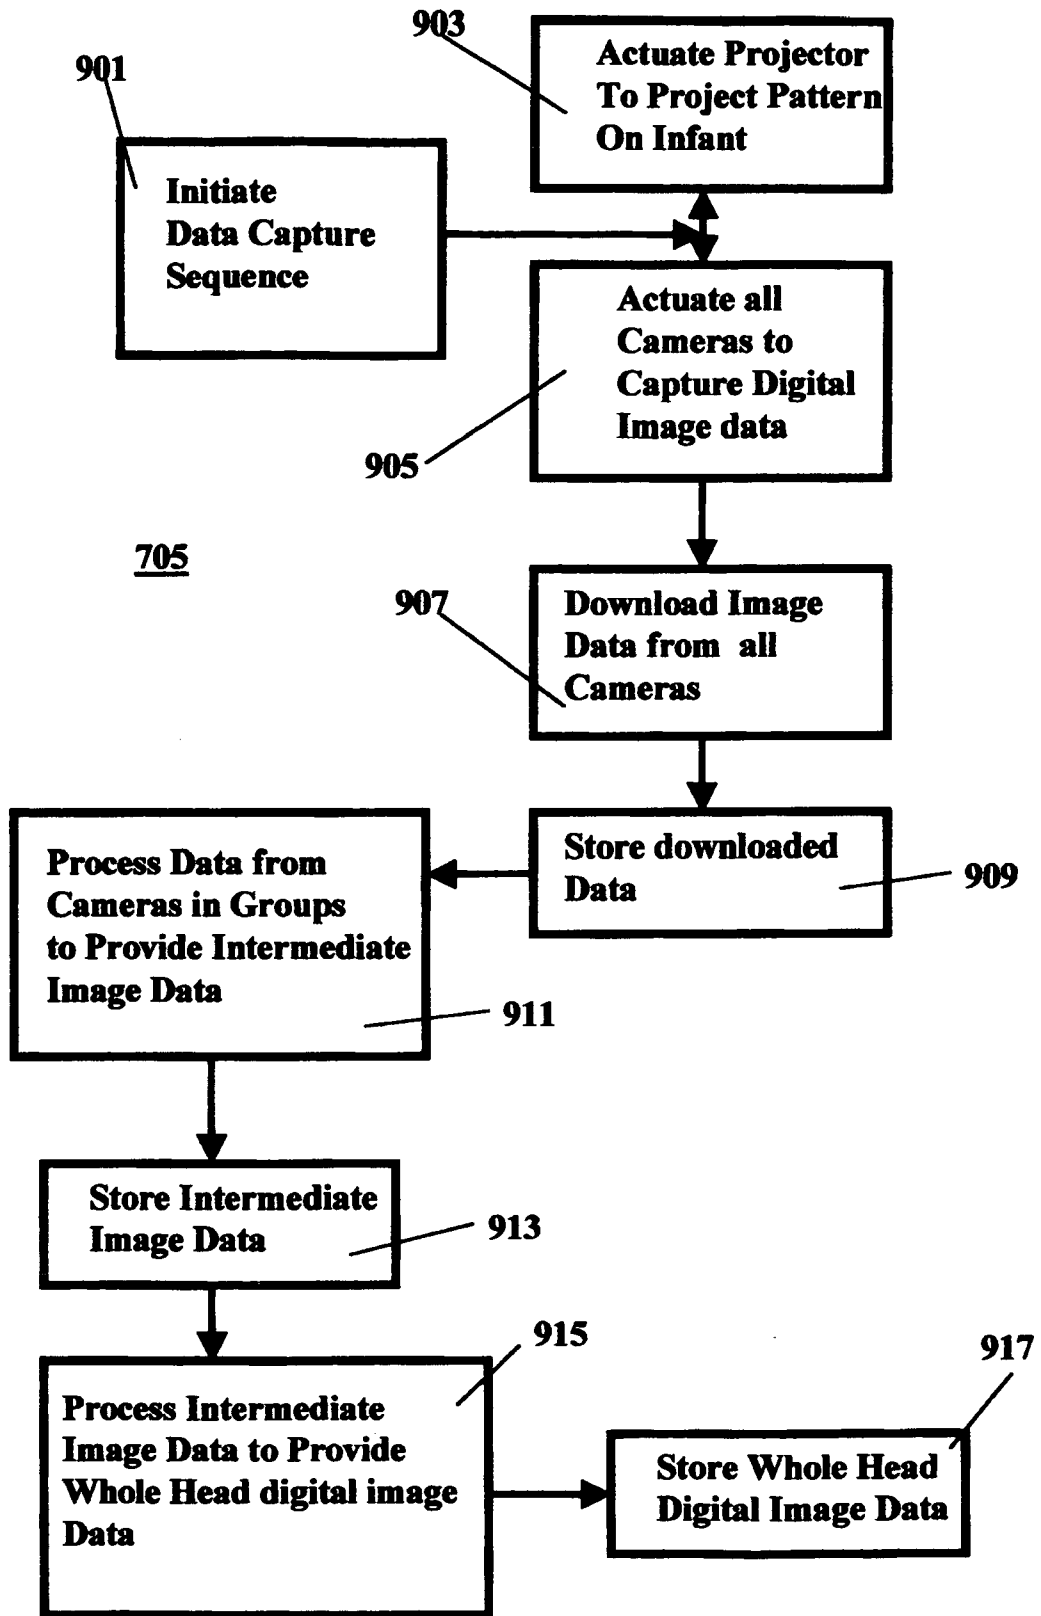 903
Actuate Projector
To Project Pattern
On Infant
901
Initiate
Data Capture
Sequence
Actuate all
Cameras to
Capture Digital
Image data
905
705
907
Download Image
Data from all
Cameras
Store downloaded
Data
909
Process Data from
Cameras in Groups
to Provide Intermediate
Image Data
911
Store Intermediate
Image Data
913
915
Process Intermediate
Image Data to Provide
Whole Head digital image
Data
917
Store Whole Head
Digital Image Data